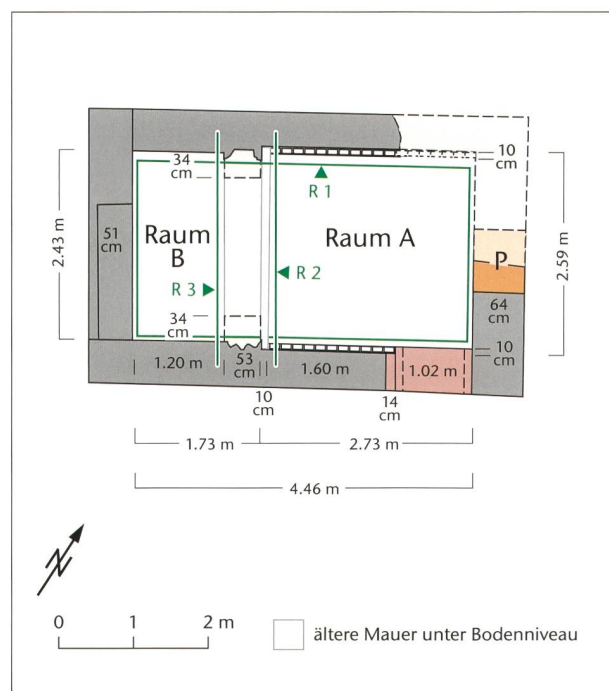 10
cm
34
cm
R 1
51
cm
Raum
B
Raum A
2.43 m
2.59 m
P
R 3
R 2
64
cm
34
cm
10
cm
1.20 m
53
cm
1.60 m
1.02 m
10
cm
14
cm
1.73 m
2.73 m
4.46 m
N
0 1 2 m
ältere Mauer unter Bodenniveau